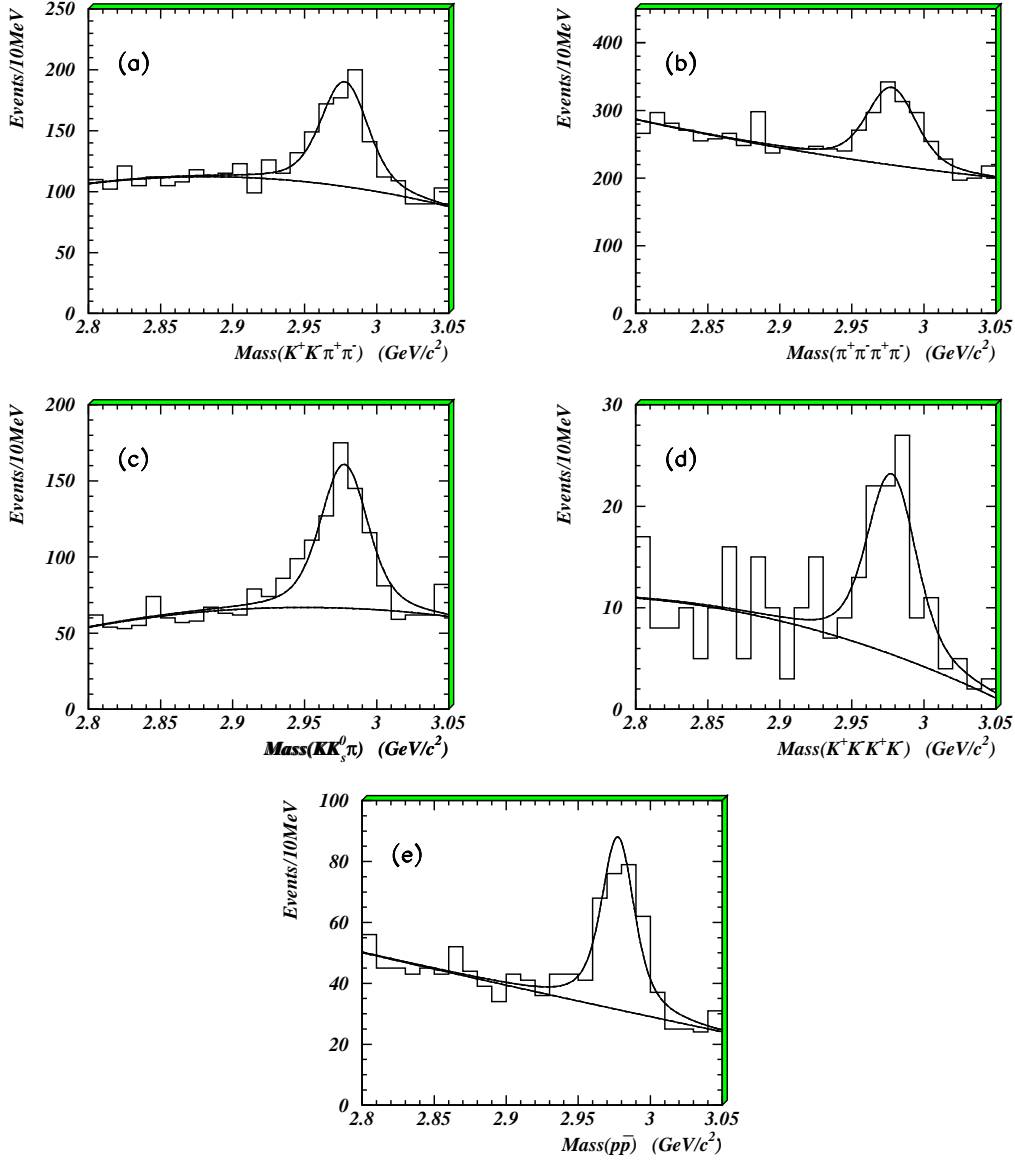 Events/10MeV
(a)
250
200
150
100
50
0
2.8 2.85 2.9 2.95 3 3.05
Mass(K⁺K⁻π⁺π⁻) (GeV/c²)
Events/10MeV
(b)
400
300
200
100
0
2.8 2.85 2.9 2.95 3 3.05
Mass(π⁺π⁻π⁺π⁻) (GeV/c²)
Events/10MeV
(c)
200
150
100
50
0
2.8 2.85 2.9 2.95 3 3.05
Mass(KK⁰ₛπ) (GeV/c²)
Events/10MeV
(d)
30
20
10
0
2.8 2.85 2.9 2.95 3 3.05
Mass(K⁺K⁻K⁺K⁻) (GeV/c²)
Events/10MeV
(e)
100
80
60
40
20
0
2.8 2.85 2.9 2.95 3 3.05
Mass(pp̅) (GeV/c²)